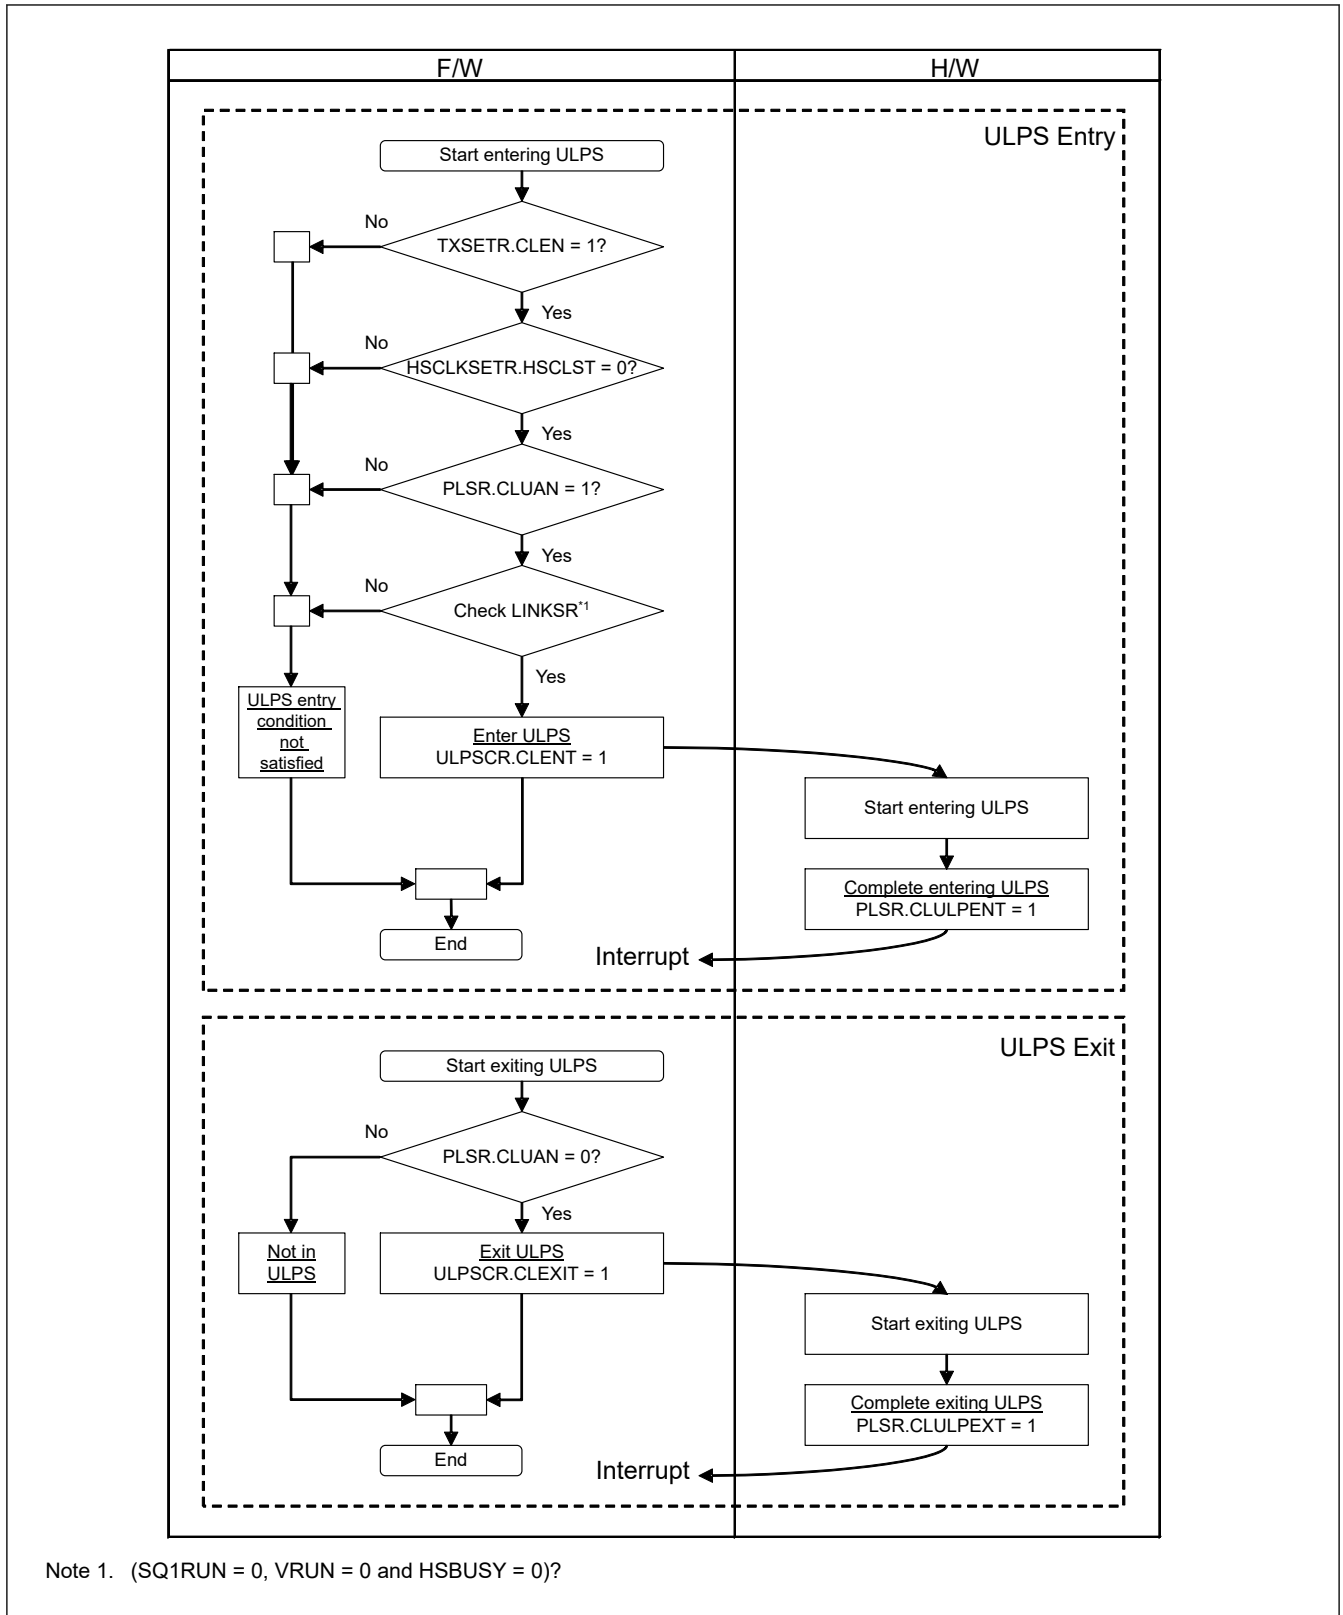 F/W
H/W
ULPS Entry
Start entering ULPS
No
TXSETR.CLEN = 1?
Yes
No
HSCLKSETR.HSCLST = 0?
Yes
No
PLSR.CLUAN = 1?
Yes
No
Check LINKSR*1
Yes
ULPS entry
condition
not
satisfied
Enter ULPS
ULPSCR.CLENT = 1
Start entering ULPS
Complete entering ULPS
PLSR.CLULPENT = 1
End
Interrupt
ULPS Exit
Start exiting ULPS
No
PLSR.CLUAN = 0?
Yes
Not in
ULPS
Exit ULPS
ULPSCR.CLEXIT = 1
Start exiting ULPS
Complete exiting ULPS
PLSR.CLULPEXT = 1
End
Interrupt
Note 1. (SQ1RUN = 0, VRUN = 0 and HSBUSY = 0)?